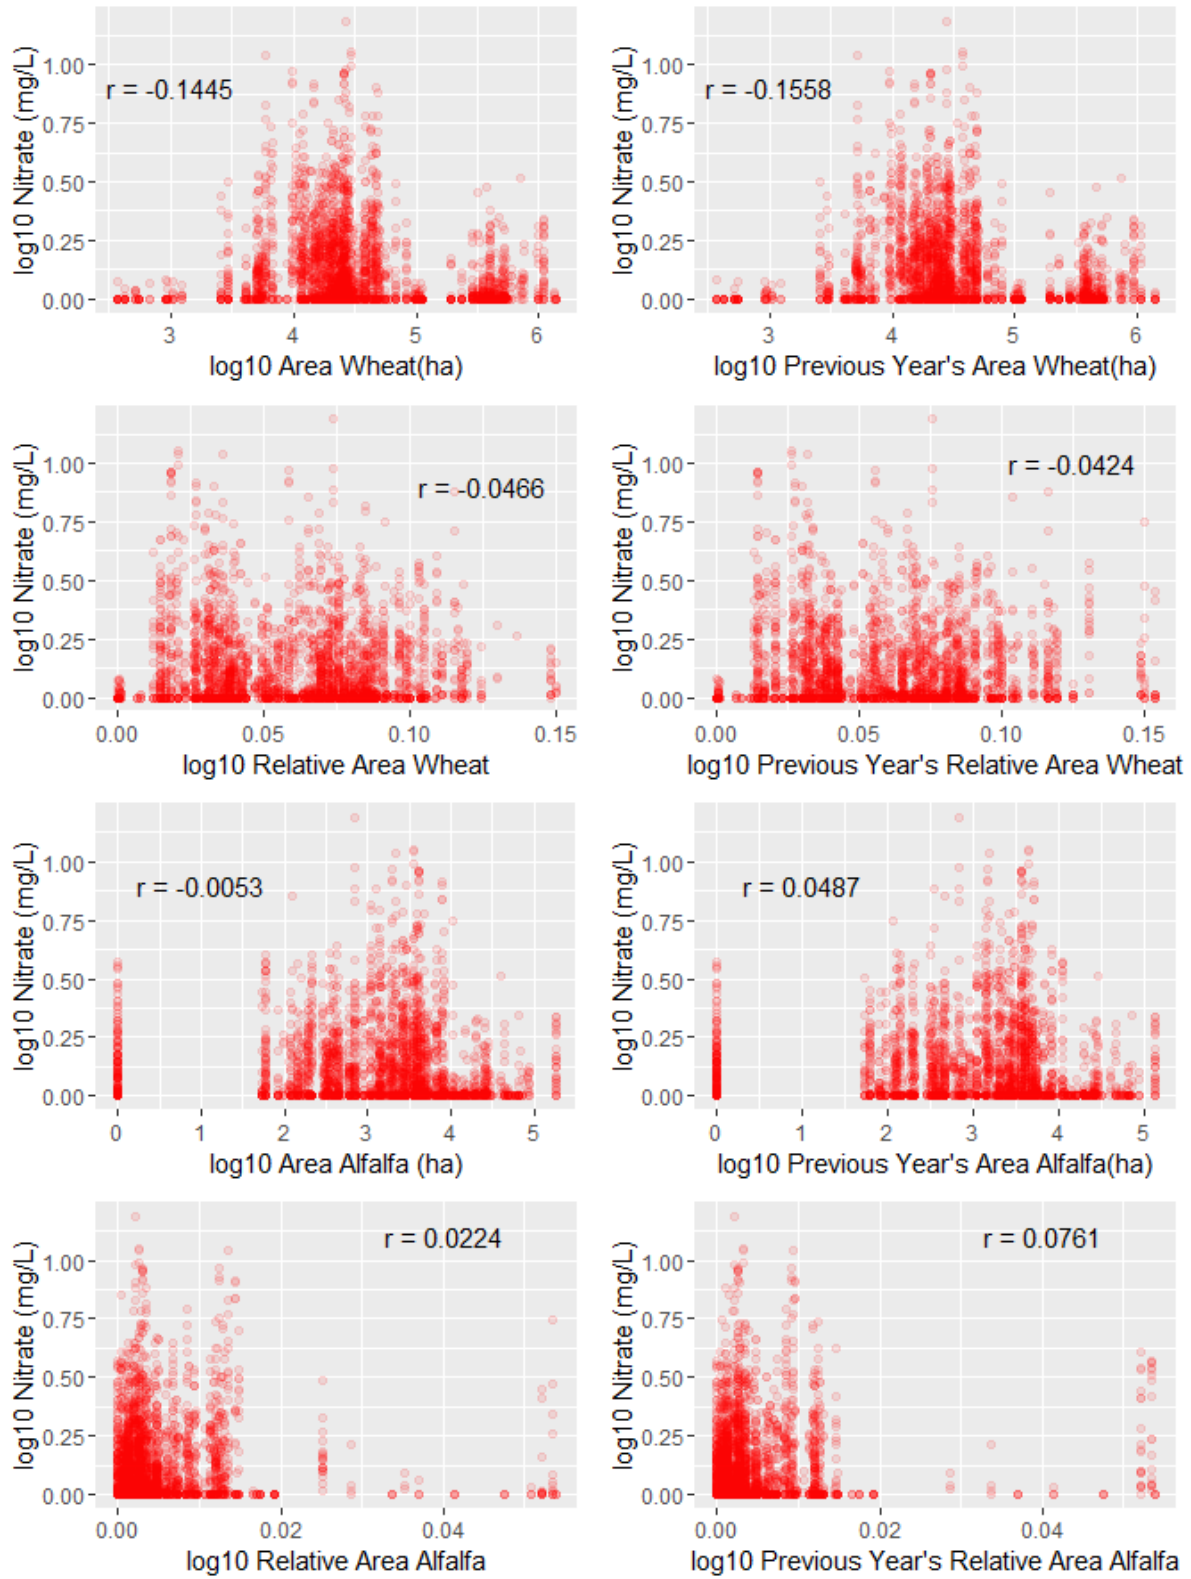 log10 Nitrate (mg/L)
1.00
0.75
0.50
0.25
0.00
r = -0.1445
3 4 5 6
log10 Area Wheat(ha)
log10 Nitrate (mg/L)
1.00
0.75
0.50
0.25
0.00
r = -0.1558
3 4 5 6
log10 Previous Year's Area Wheat(ha)
log10 Nitrate (mg/L)
1.00
0.75
0.50
0.25
0.00
r = -0.0466
0.00 0.05 0.10 0.15
log10 Relative Area Wheat
log10 Nitrate (mg/L)
1.00
0.75
0.50
0.25
0.00
r = -0.0424
0.00 0.05 0.10 0.15
log10 Previous Year's Relative Area Wheat
log10 Nitrate (mg/L)
1.00
0.75
0.50
0.25
0.00
r = -0.0053
0 1 2 3 4 5
log10 Area Alfalfa (ha)
log10 Nitrate (mg/L)
1.00
0.75
0.50
0.25
0.00
r = 0.0487
0 1 2 3 4 5
log10 Previous Year's Area Alfalfa(ha)
log10 Nitrate (mg/L)
1.00
0.75
0.50
0.25
0.00
r = 0.0224
0.00 0.02 0.04
log10 Relative Area Alfalfa
log10 Nitrate (mg/L)
1.00
0.75
0.50
0.25
0.00
r = 0.0761
0.00 0.02 0.04
log10 Previous Year's Relative Area Alfalfa